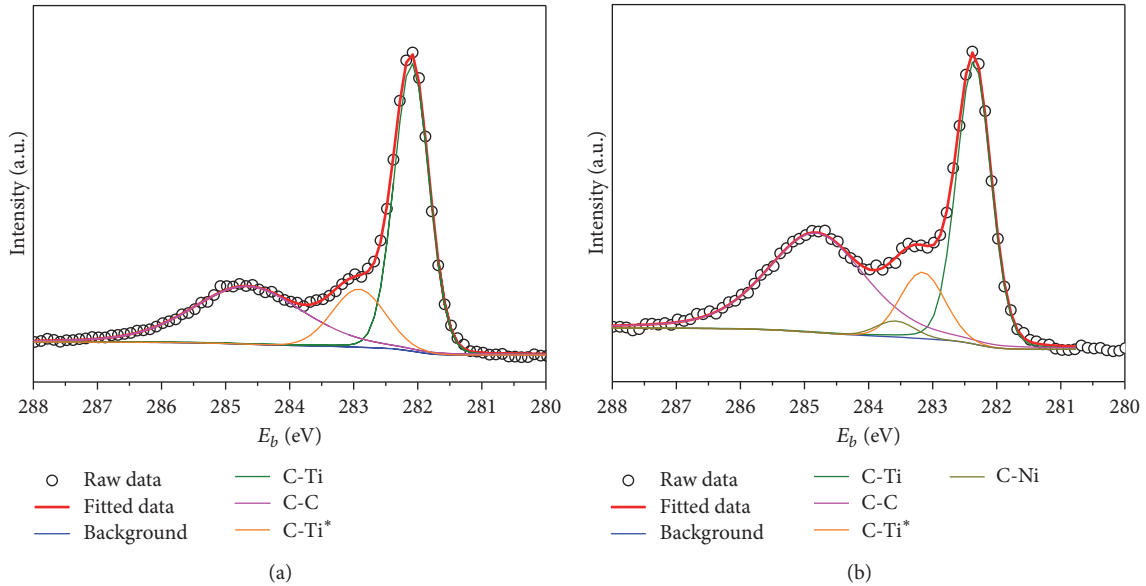 Intensity (a.u.)
288 287 286 285 284 283 282 281 280
E_b (eV)
Raw data
Fitted data
Background
C-Ti
C-C
C-Ti*
(a)
Intensity (a.u.)
288 287 286 285 284 283 282 281 280
E_b (eV)
Raw data
Fitted data
Background
C-Ti
C-C
C-Ti*
C-Ni
(b)